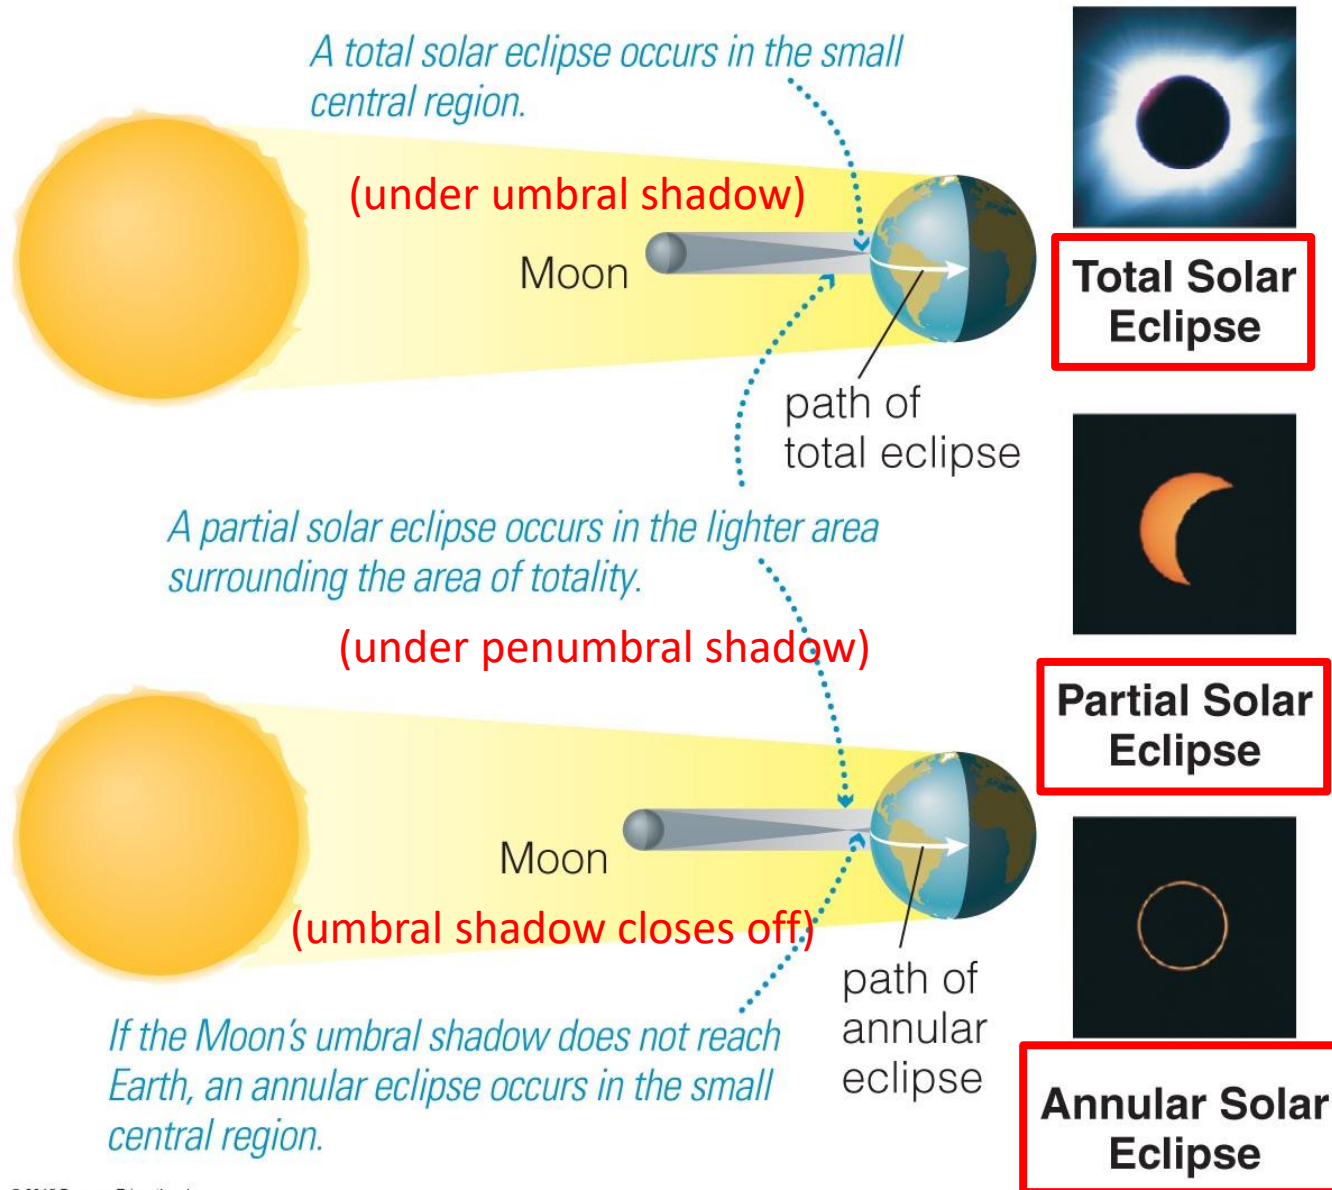 A total solar eclipse occurs in the small
central region.
(under umbral shadow)
Moon
Total Solar
Eclipse
path of
total eclipse
A partial solar eclipse occurs in the lighter area
surrounding the area of totality.
(under penumbral shadow)
Partial Solar
Eclipse
Moon
(umbral shadow closes off)
path of
annular
eclipse
If the Moon's umbral shadow does not reach
Earth, an annular eclipse occurs in the small
central region.
Annular Solar
Eclipse